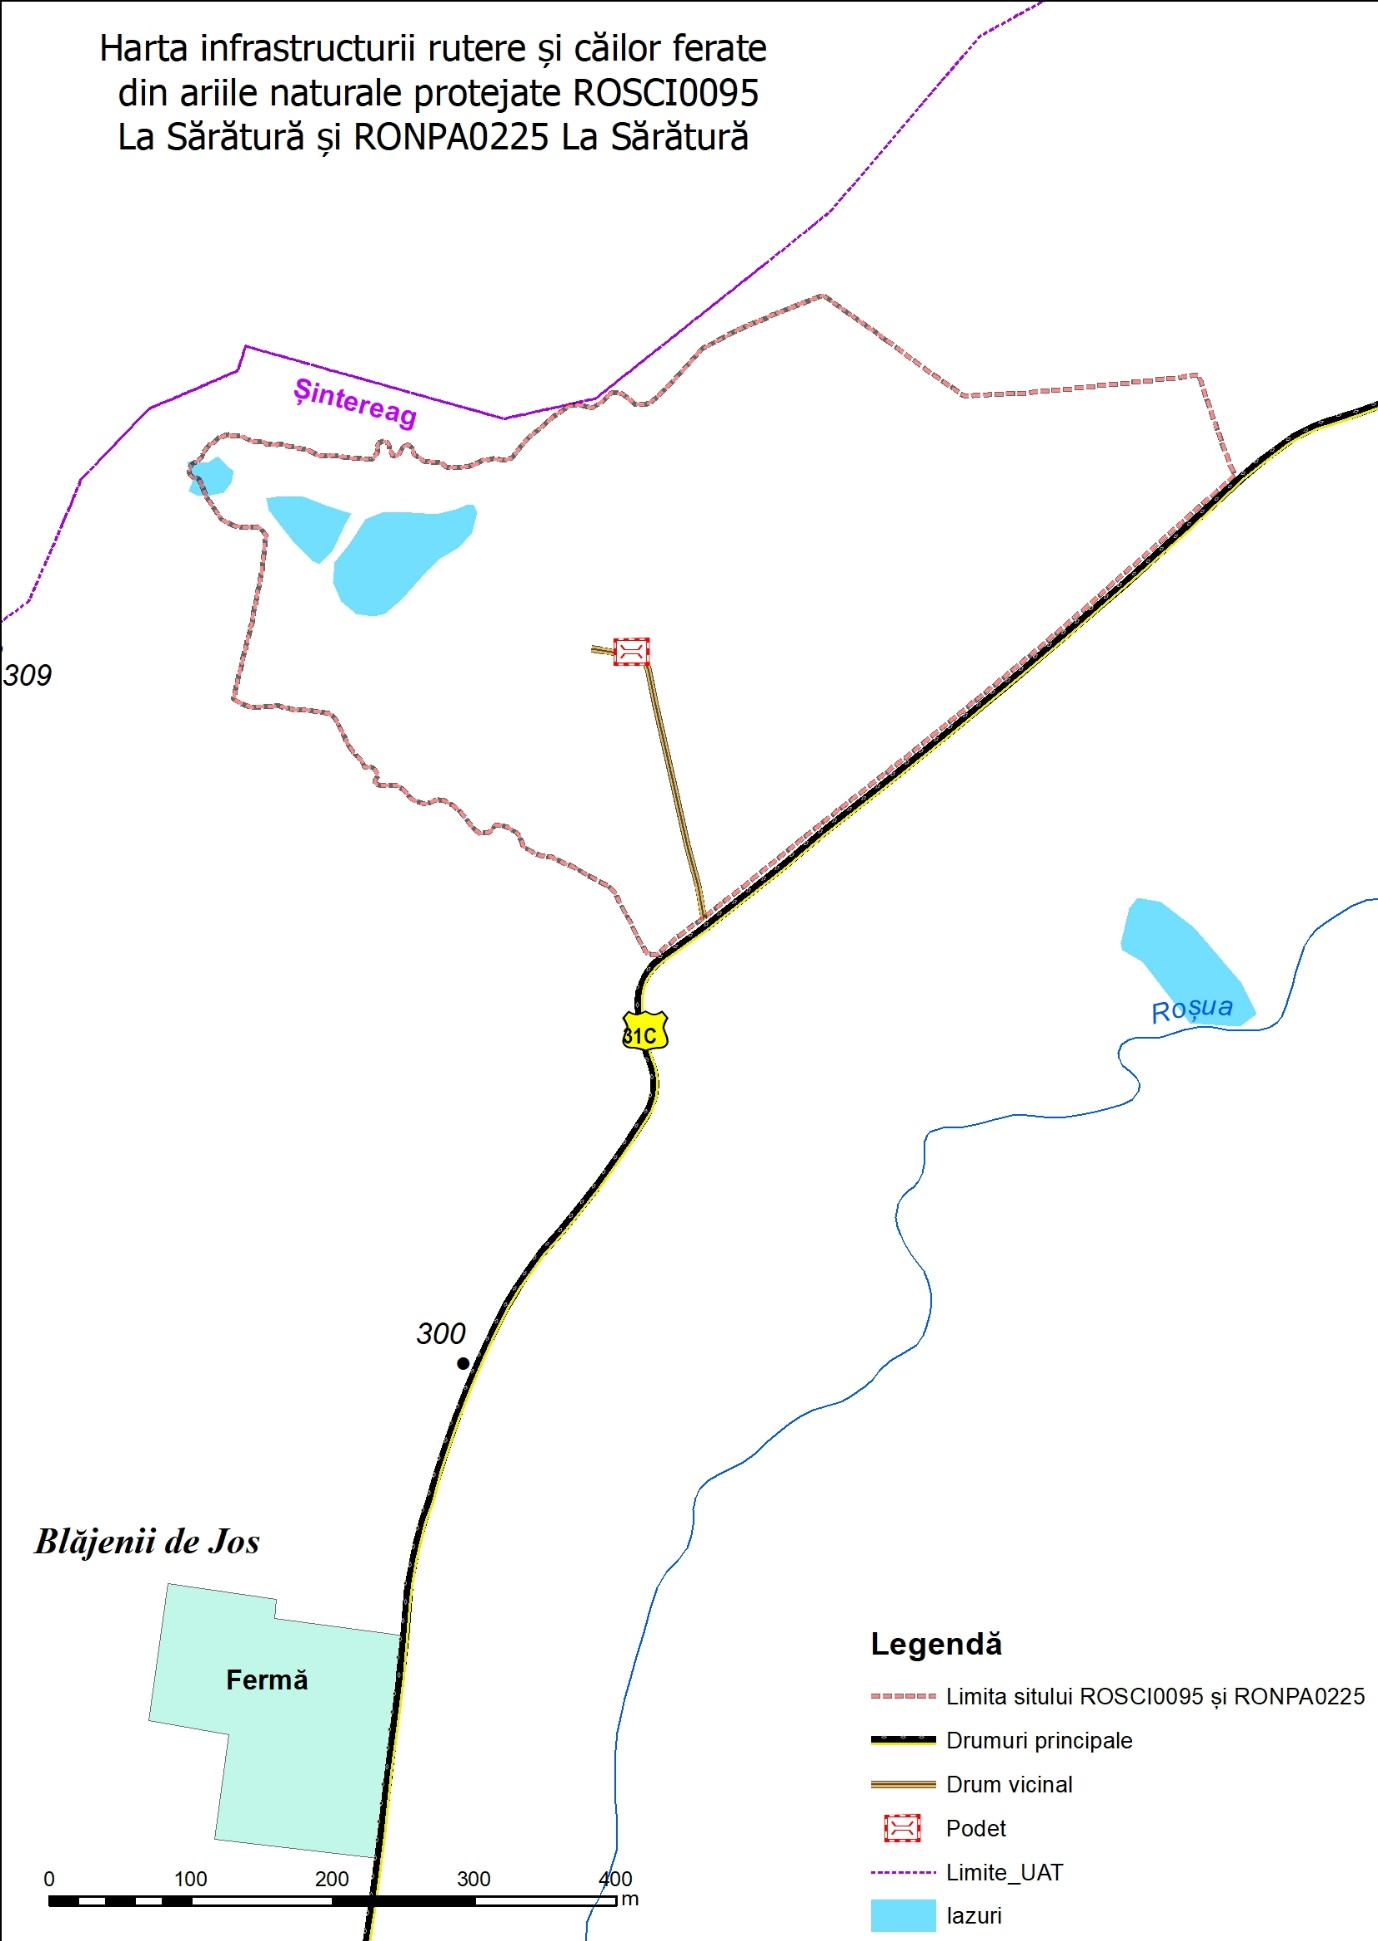 Harta infrastructurii rutere și căilor ferate
din ariile naturale protejate ROSCI0095
La Sărătură și RONPA0225 La Sărătură
Șintereag
309
Roșua
31C
300
Blăjenii de Jos
Fermă
Legendă
Limita sitului ROSCI0095 și RONPA0225
Drumuri principale
Drum vicinal
Podet
Limite_UAT
Iazuri
0 100 200 300 400
m